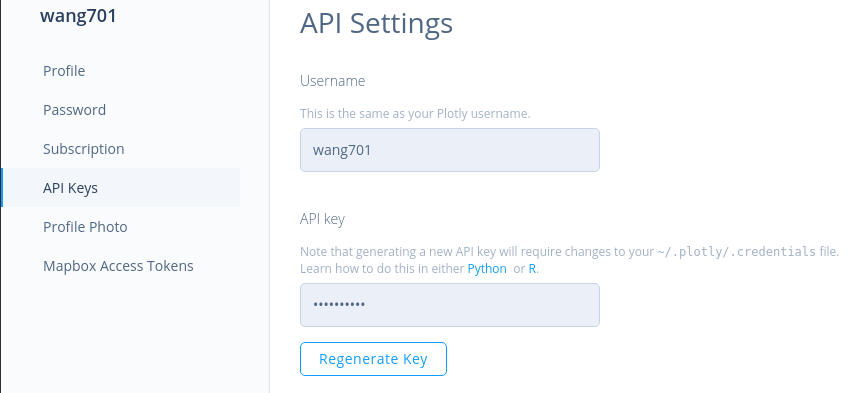 wang701
Profile
Password
Subscription
API Keys
Profile Photo
Mapbox Access Tokens
API Settings
Username
This is the same as your Plotly username.
wang701
API key
Note that generating a new API key will require changes to your ~/.plotly/.credentials file.
Learn how to do this in either Python or R.
••••••••••
Regenerate Key